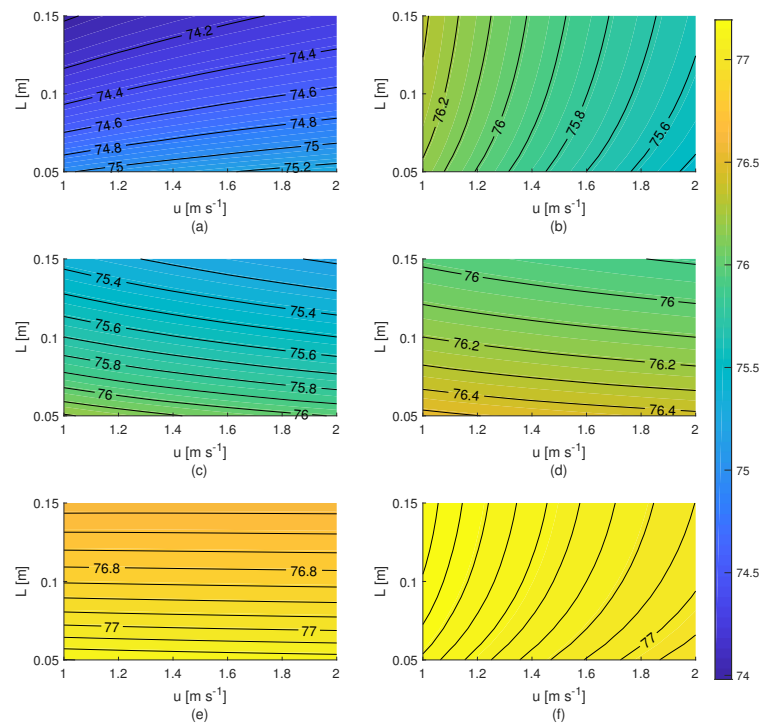 0.15
0.1
0.05
L [m]
74.2
74.4
74.4
74.6
74.6
74.8
74.8
75
75
75.2
1 1.2 1.4 1.6 1.8 2
u [m s-1]
(a)
0.15
0.1
0.05
L [m]
76.2
76
75.8
75.6
1 1.2 1.4 1.6 1.8 2
u [m s-1]
(b)
0.15
0.1
0.05
L [m]
75.4
75.4
75.6
75.6
75.8
75.8
76
76
1 1.2 1.4 1.6 1.8 2
u [m s-1]
(c)
0.15
0.1
0.05
L [m]
76
76
76.2
76.2
76.4
76.4
1 1.2 1.4 1.6 1.8 2
u [m s-1]
(d)
0.15
0.1
0.05
L [m]
76.8
76.8
77
77
1 1.2 1.4 1.6 1.8 2
u [m s-1]
(e)
0.15
0.1
0.05
L [m]
77
1 1.2 1.4 1.6 1.8 2
u [m s-1]
(f)
77
76.5
76
75.5
75
74.5
74